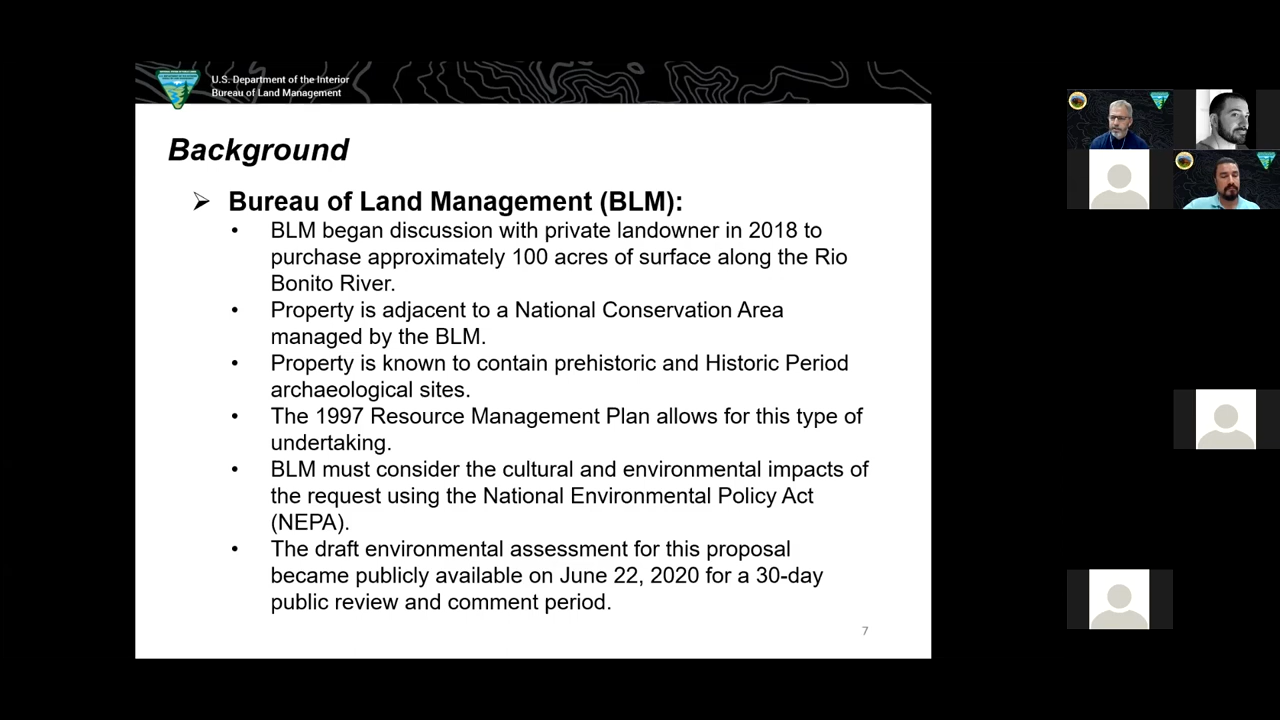 U.S. Department of the Interior
Bureau of Land Management
Background
Bureau of Land Management (BLM):
BLM began discussion with private landowner in 2018 to
purchase approximately 100 acres of surface along the Rio
Bonito River.
Property is adjacent to a National Conservation Area
managed by the BLM.
Property is known to contain prehistoric and Historic Period
archaeological sites.
The 1997 Resource Management Plan allows for this type of
undertaking.
BLM must consider the cultural and environmental impacts of
the request using the National Environmental Policy Act
(NEPA).
The draft environmental assessment for this proposal
became publicly available on June 22, 2020 for a 30-day
public review and comment period.
7